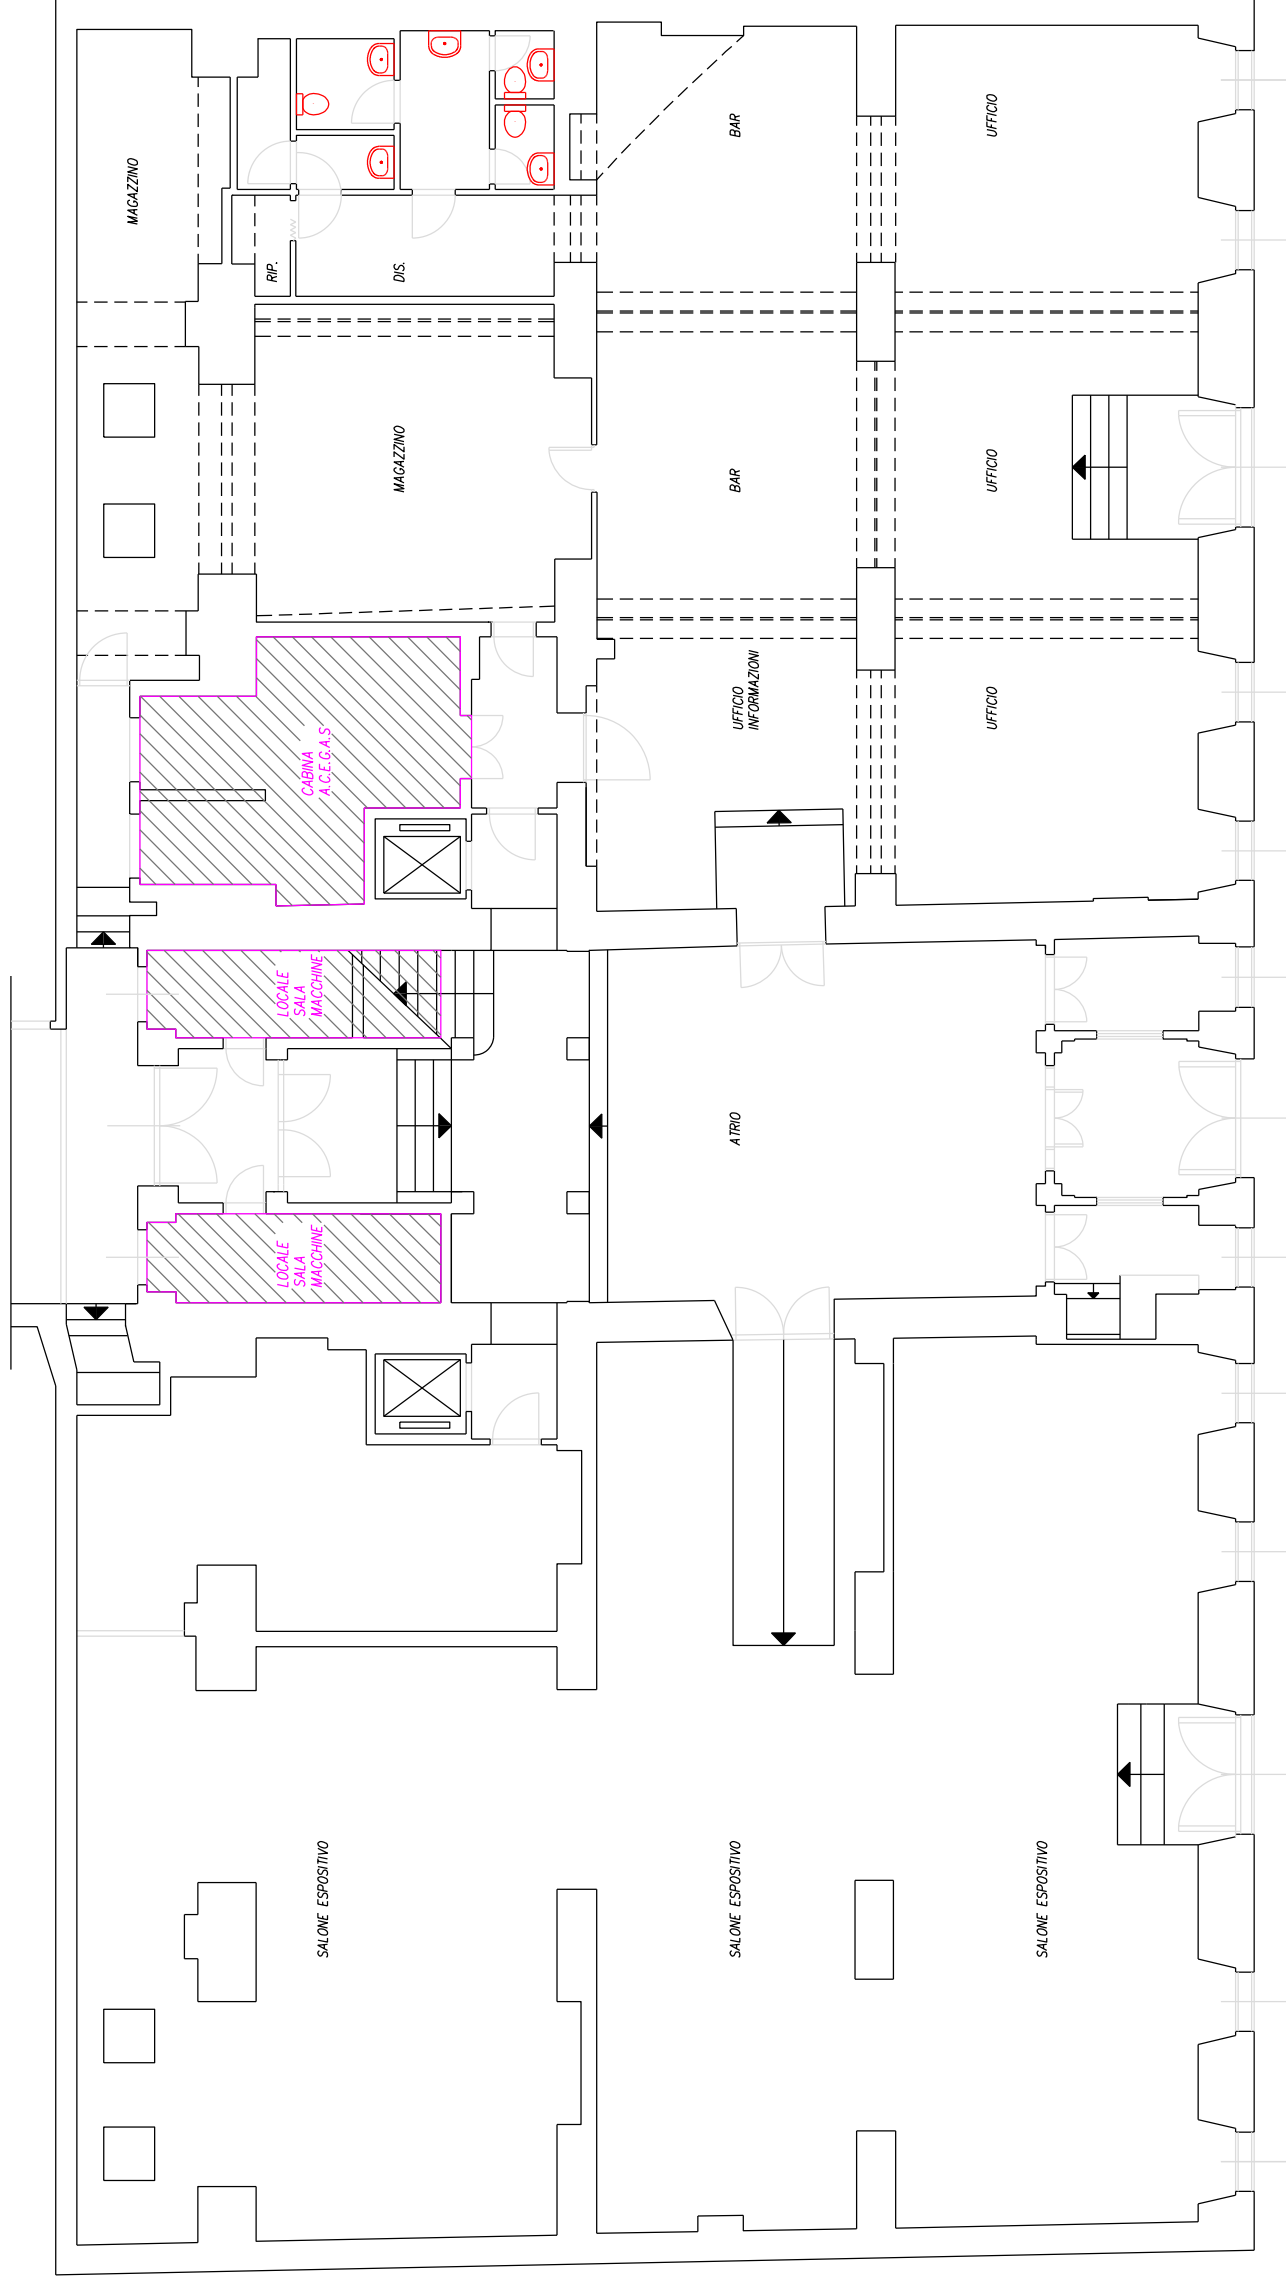 MAGAZZINO
RIP.
DIS.
BAR
UFFICIO
MAGAZZINO
BAR
UFFICIO
CABINA
A.C.E.G.A.S
UFFICIO
INFORMAZIONI
UFFICIO
LOCALE
SALA
MACCHINE
ATRIO
LOCALE
SALA
MACCHINE
SALONE ESPOSITIVO
SALONE ESPOSITIVO
SALONE ESPOSITIVO